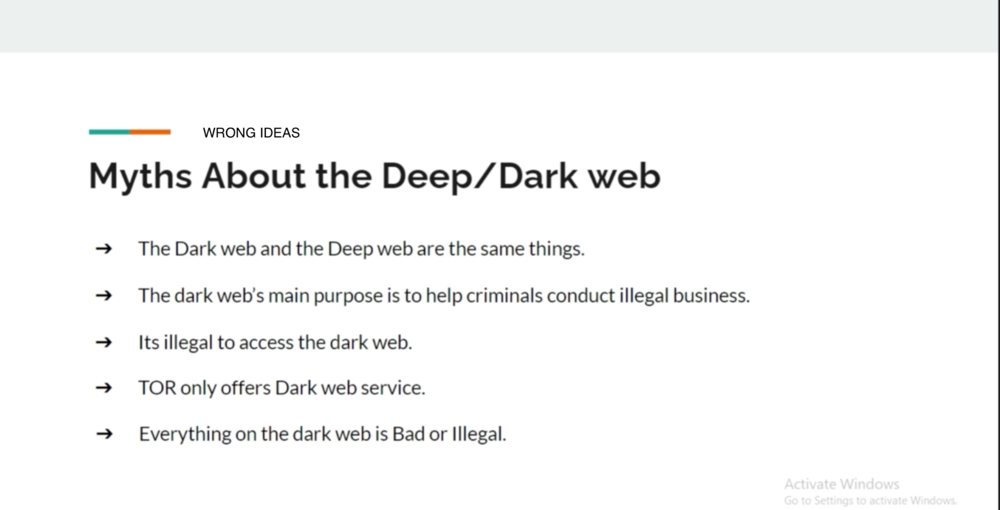 WRONG IDEAS
Myths About the Deep/Dark web
➔ The Dark web and the Deep web are the same things.
➔ The dark web’s main purpose is to help criminals conduct illegal business.
➔ Its illegal to access the dark web.
➔ TOR only offers Dark web service.
➔ Everything on the dark web is Bad or Illegal.
Activate Windows
Go to Settings to activate Windows.